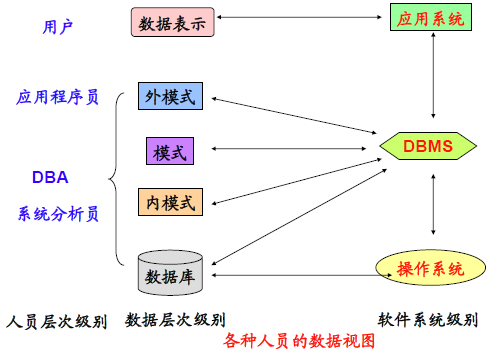 用户
数据表示
应用系统
应用程序员
外模式
模式
DBMS
DBA
内模式
系统分析员
数据库
操作系统
人员层次级别
数据层次级别
软件系统级别
各种人员的数据视图